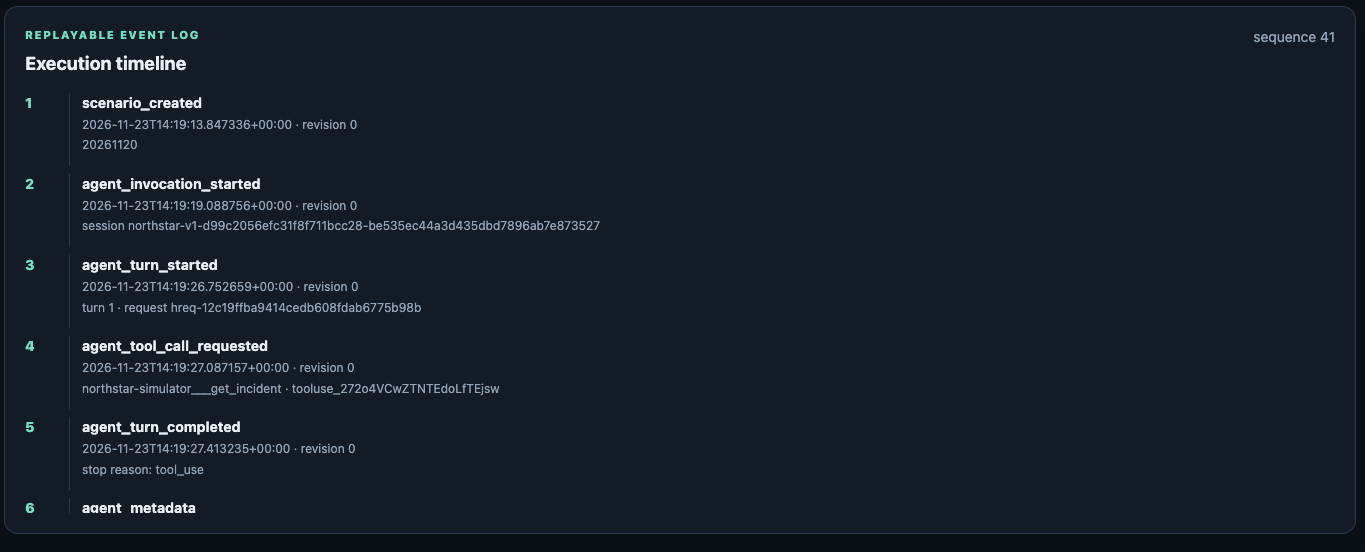 REPLAYABLE EVENT LOG
sequence 41
Execution timeline
1 scenario_created
2026-11-23T14:19:13.847336+00:00 · revision 0
20261120
2 agent_invocation_started
2026-11-23T14:19:19.088756+00:00 · revision 0
session northstar-v1-d99c2056efc31f8f711bcc28-be535ec44a3d435dbd7896ab7e873527
3 agent_turn_started
2026-11-23T14:19:26.752659+00:00 · revision 0
turn 1 · request hreq-12c19ffba9414cedb608fdab6775b98b
4 agent_tool_call_requested
2026-11-23T14:19:27.087157+00:00 · revision 0
northstar-simulator___get_incident · tooluse_272o4VCwZTNTEdoLfTEjsw
5 agent_turn_completed
2026-11-23T14:19:27.413235+00:00 · revision 0
stop reason: tool_use
6 agent_metadata